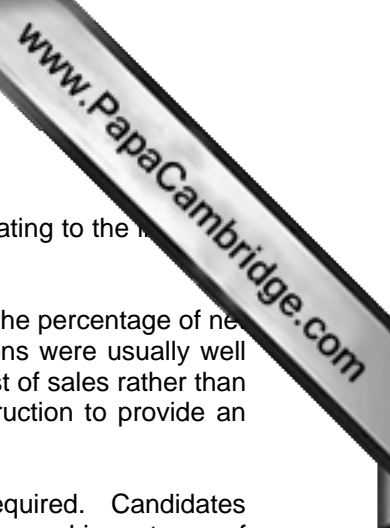 www.PapaCambridge.com
ating to the
he percentage of net
ns were usually well
st of sales rather than
ruction to provide an
equired. Candidates